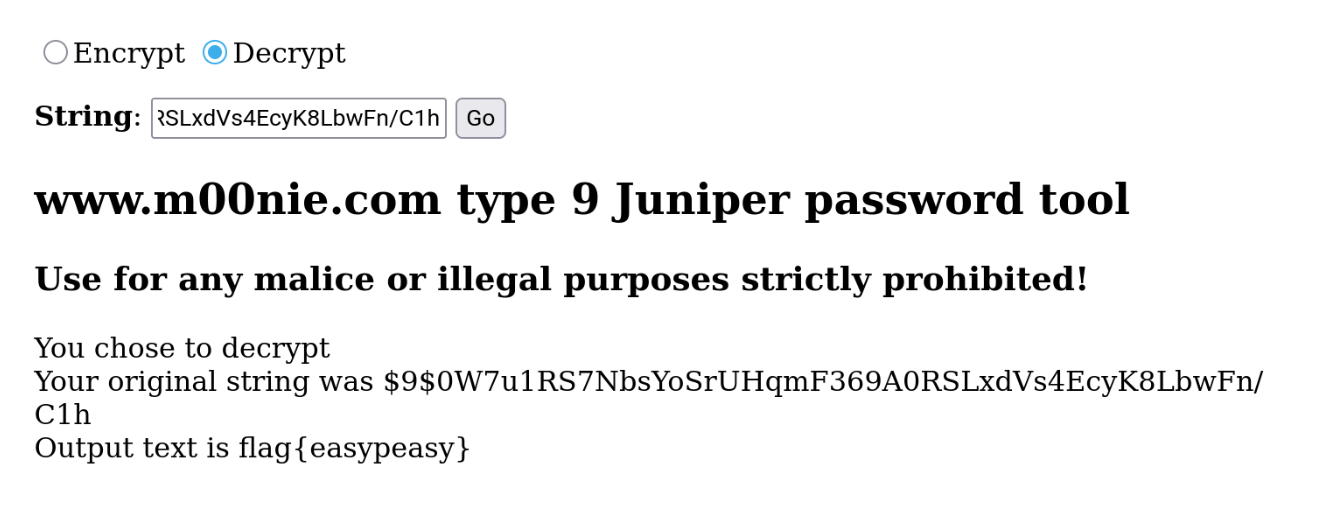 Encrypt Decrypt
String: RSLxdVs4EcyK8LbwFn/C1h Go
www.m00nie.com type 9 Juniper password tool
Use for any malice or illegal purposes strictly prohibited!
You chose to decrypt
Your original string was $9$0W7u1RS7NbsYoSrUHqmF369A0RSLxdVs4EcyK8LbwFn/
C1h
Output text is flag{easypeasy}